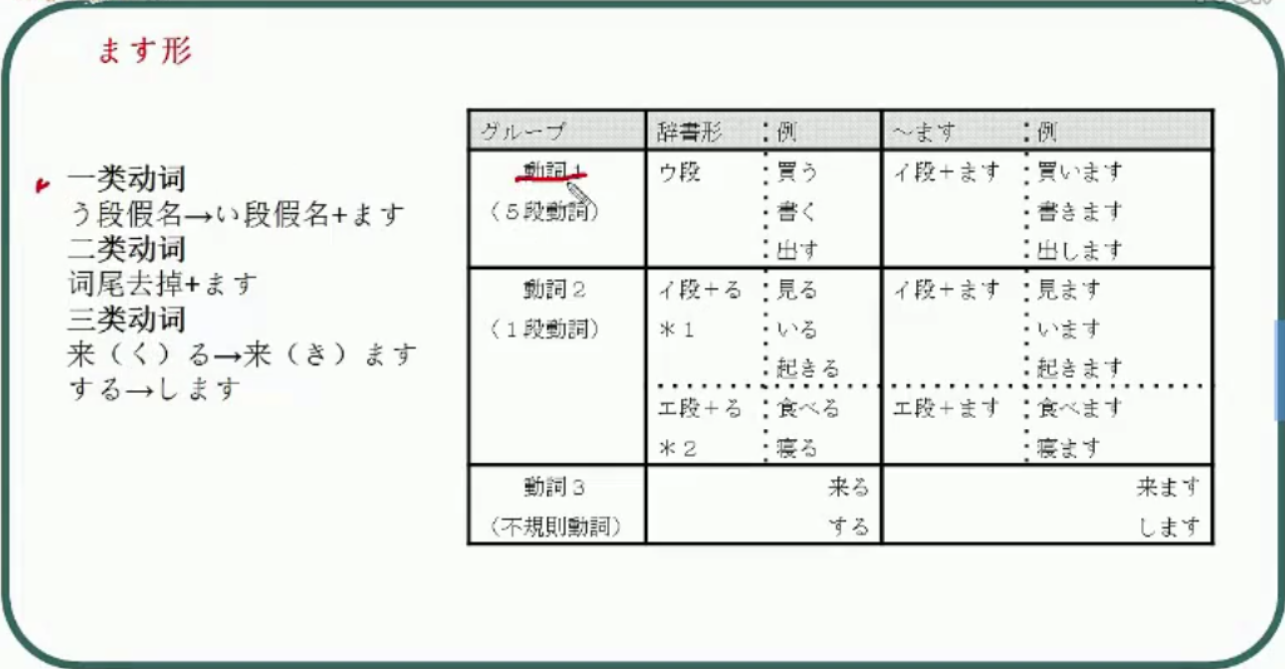 ます形
一类动词
う段假名→い段假名+ます
二类动词
词尾去掉+ます
三类动词
来（く）る→来（き）ます
する→します
グループ 辞書形 例 ～ます 例
動詞1 ウ段 買う イ段＋ます 買います
（５段動詞） 書く 書きます
出す 出します
動詞２ イ段＋る 見る イ段＋ます 見ます
（１段動詞） ＊１ いる います
起きる 起きます
エ段＋る 食べる エ段＋ます 食べます
＊２ 寝る 寝ます
動詞３ 来る 来ます
（不規則動詞） する します